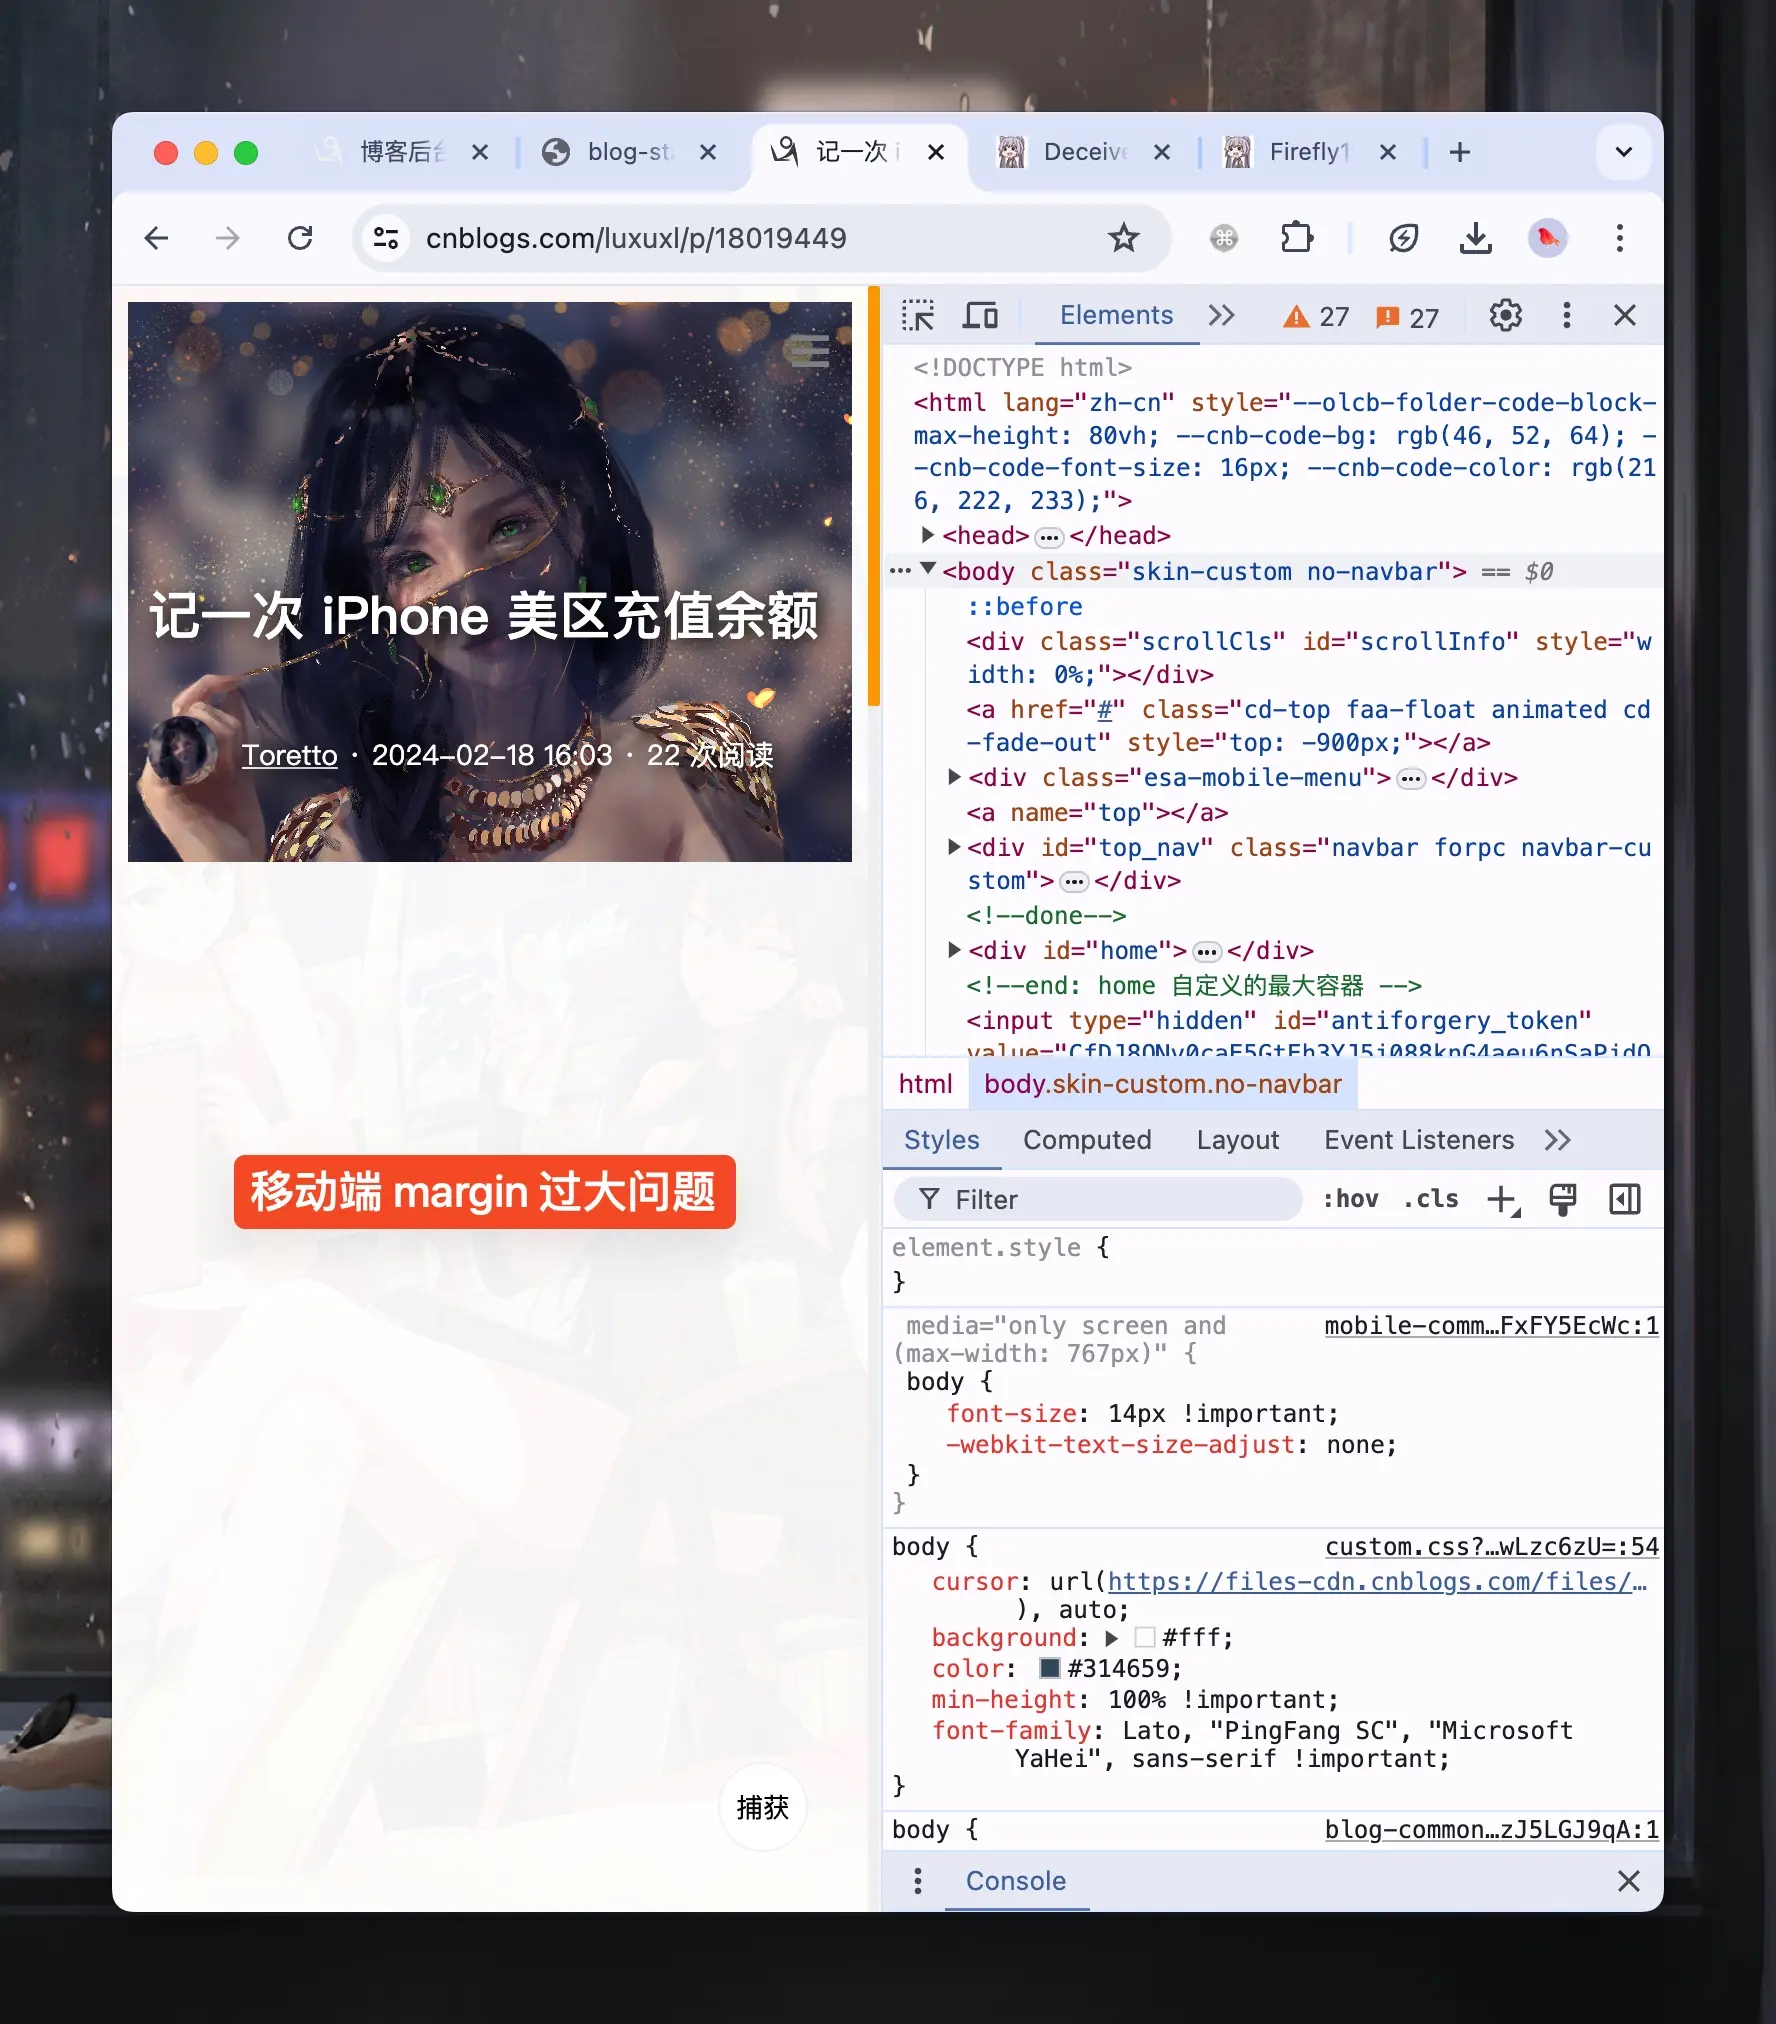 博客后台
blog-sta
记一次 i
Deceive
Firefly1
cnblogs.com/luxuxl/p/18019449
记一次 iPhone 美区充值余额
Toretto · 2024-02-18 16:03 · 22 次阅读
移动端 margin 过大问题
捕获
Elements
27
27
<!DOCTYPE html>
<html lang="zh-cn" style="--olcb-folder-code-block-
max-height: 80vh; --cnb-code-bg: rgb(46, 52, 64); -
-cnb-code-font-size: 16px; --cnb-code-color: rgb(21
6, 222, 233);">
<head>…</head>
<body class="skin-custom no-navbar"> == $0
::before
<div class="scrollCls" id="scrollInfo" style="w
idth: 0%;"></div>
<a href="#" class="cd-top faa-float animated cd
-fade-out" style="top: -900px;"></a>
<div class="esa-mobile-menu">…</div>
<a name="top"></a>
<div id="top_nav" class="navbar forpc navbar-cu
stom">…</div>
<!--done-->
<div id="home">…</div>
<!--end: home 自定义的最大容器 -->
<input type="hidden" id="antiforgery_token"
html body.skin-custom.no-navbar
Styles Computed Layout Event Listeners
Filter :hov .cls
element.style {
}
media="only screen and mobile-comm…FxFY5EcWc:1
(max-width: 767px)" {
body {
font-size: 14px !important;
-webkit-text-size-adjust: none;
}
}
body { custom.css?…wLzc6zU=:54
cursor: url(https://files-cdn.cnblogs.com/files/…
), auto;
background: #fff;
color: #314659;
min-height: 100% !important;
font-family: Lato, "PingFang SC", "Microsoft
YaHei", sans-serif !important;
}
body { blog-common…zJ5LGJ9qA:1
Console